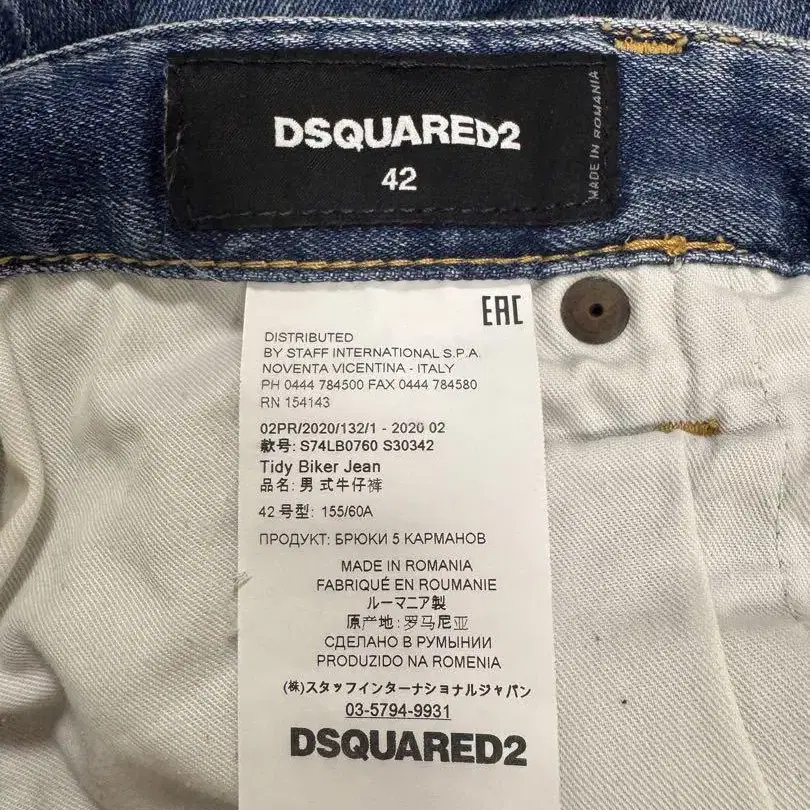 DSQUARED2
42
MADE IN ROMANIA
EAC
DISTRIBUTED
BY STAFF INTERNATIONAL S.P.A.
NOVENTA VICENTINA - ITALY
PH 0444 784500 FAX 0444 784580
RN 154143
02PR/2020/132/1 - 2020 02
款号: S74LB0760 S30342
Tidy Biker Jean
品名: 男 式牛仔裤
42 号型: 155/60A
ПРОДУКТ: БРЮКИ 5 КАРМАНОВ
MADE IN ROMANIA
FABRIQUÉ EN ROUMANIE
ルーマニア製
原产地: 罗马尼亚
СДЕЛАНО В РУМЫНИИ
PRODUZIDO NA ROMENIA
(株)スタッフインターナショナルジャパン
03-5794-9931
DSQUARED2